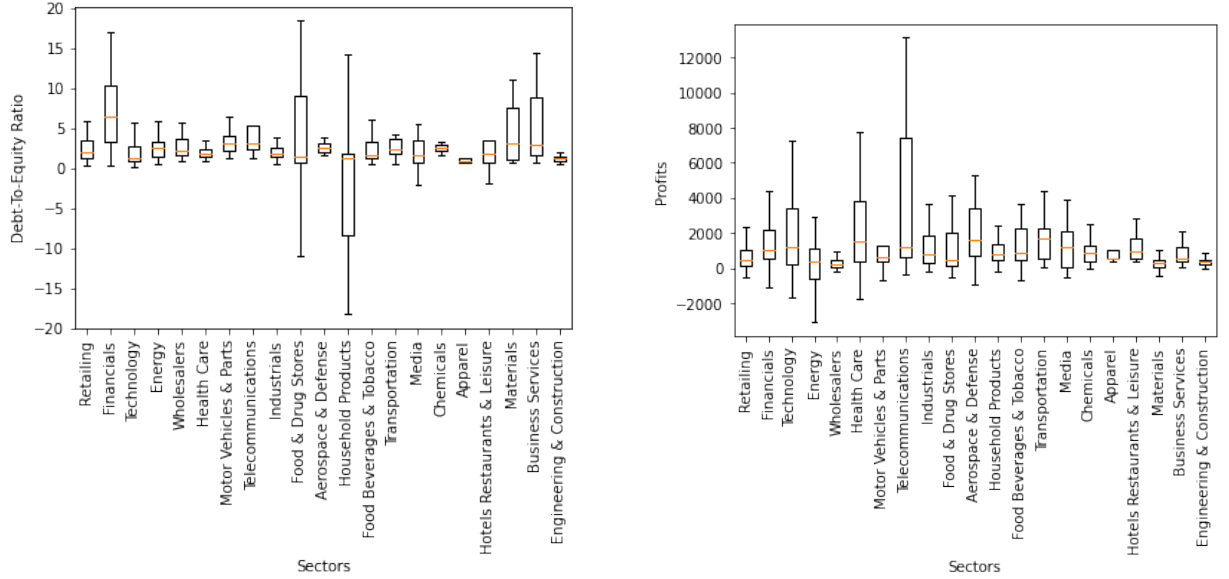 20
15
10
5
0
−5
−10
−15
−20
Debt-To-Equity Ratio
Retailing
Financials
Technology
Energy
Wholesalers
Health Care
Motor Vehicles & Parts
Telecommunications
Industrials
Food & Drug Stores
Aerospace & Defense
Household Products
Food Beverages & Tobacco
Transportation
Media
Chemicals
Apparel
Hotels Restaurants & Leisure
Materials
Business Services
Engineering & Construction
Sectors
12000
10000
8000
6000
4000
2000
0
−2000
Profits
Retailing
Financials
Technology
Energy
Wholesalers
Health Care
Motor Vehicles & Parts
Telecommunications
Industrials
Food & Drug Stores
Aerospace & Defense
Household Products
Food Beverages & Tobacco
Transportation
Media
Chemicals
Apparel
Hotels Restaurants & Leisure
Materials
Business Services
Engineering & Construction
Sectors